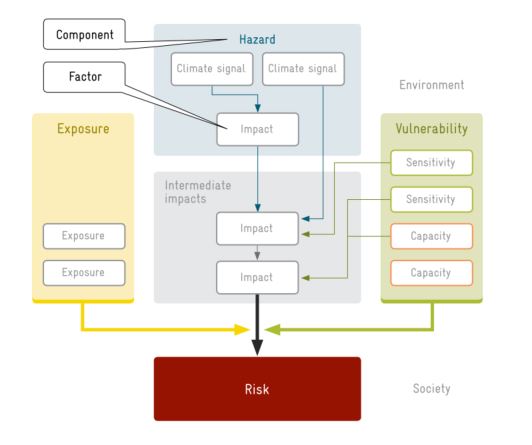 Component
Hazard
Factor
Climate signal
Climate signal
Environment
Exposure
Impact
Vulnerability
Sensitivity
Intermediate
impacts
Sensitivity
Exposure
Impact
Capacity
Exposure
Impact
Capacity
Risk
Society